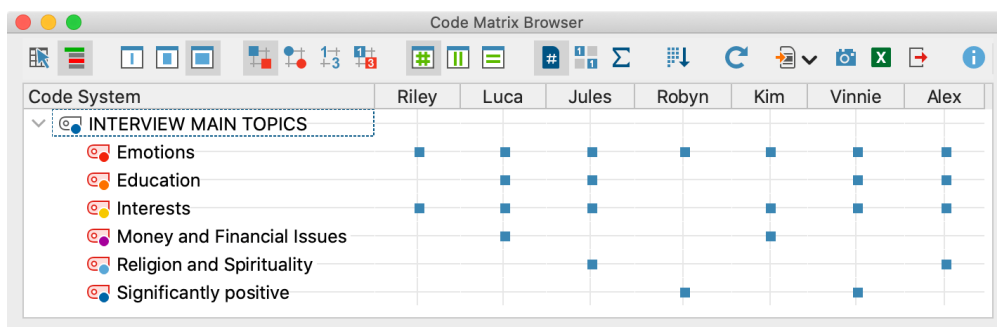 Code Matrix Browser
Code System Riley Luca Jules Robyn Kim Vinnie Alex
INTERVIEW MAIN TOPICS
Emotions
Education
Interests
Money and Financial Issues
Religion and Spirituality
Significantly positive